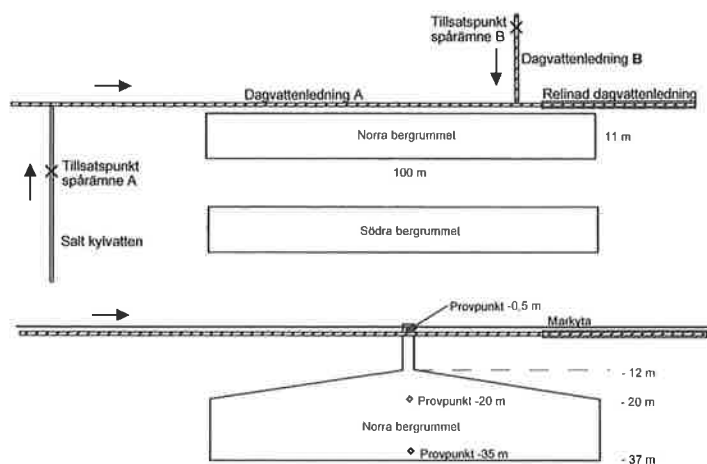 Tillsatspunkt
spårämne B
Dagvattenledning B
Dagvattenledning A
Relinad dagvattenledning
Norra bergrummet
11 m
100 m
Tillsatspunkt
spårämne A
Salt kylvatten
Södra bergrummet
Provpunkt -0,5 m
Markyta
- 12 m
Provpunkt -20 m
- 20 m
Norra bergrummet
Provpunkt -35 m
- 37 m